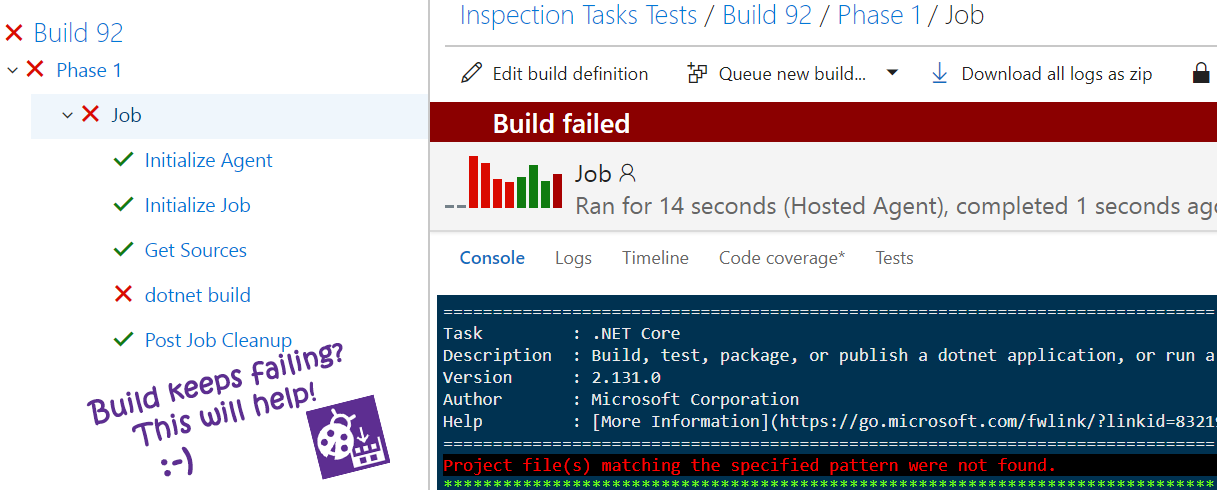 Build 92
Phase 1
Job
Initialize Agent
Initialize Job
Get Sources
dotnet build
Post Job Cleanup
Build keeps failing?
This will help!
:-)
Inspection Tasks Tests / Build 92 / Phase 1 / Job
Edit build definition Queue new build... Download all logs as zip
Build failed
Job
Ran for 14 seconds (Hosted Agent), completed 1 seconds ago
Console Logs Timeline Code coverage* Tests
===============================================================================
Task : .NET Core
Description : Build, test, package, or publish a dotnet application, or run a
Version : 2.131.0
Author : Microsoft Corporation
Help : [More Information](https://go.microsoft.com/fwlink/?linkid=83219
===============================================================================
Project file(s) matching the specified pattern were not found.
*******************************************************************************